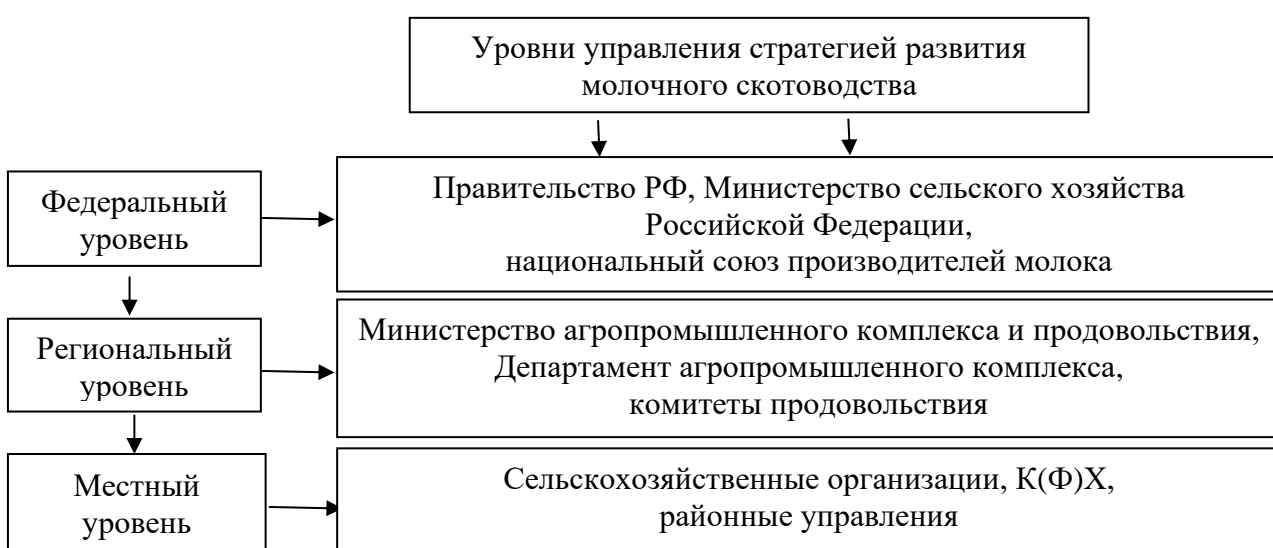 Уровни управления стратегией развития
молочного скотоводства
Федеральный
уровень
Правительство РФ, Министерство сельского хозяйства
Российской Федерации,
национальный союз производителей молока
Региональный
уровень
Министерство агропромышленного комплекса и продовольствия,
Департамент агропромышленного комплекса,
комитеты продовольствия
Местный
уровень
Сельскохозяйственные организации, К(Ф)Х,
районные управления